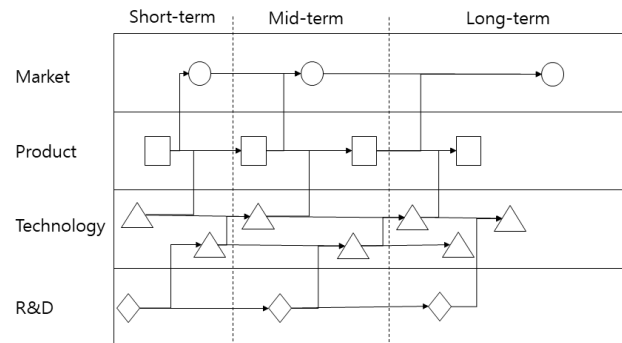 Short-term Mid-term Long-term
Market
Product
Technology
R&D